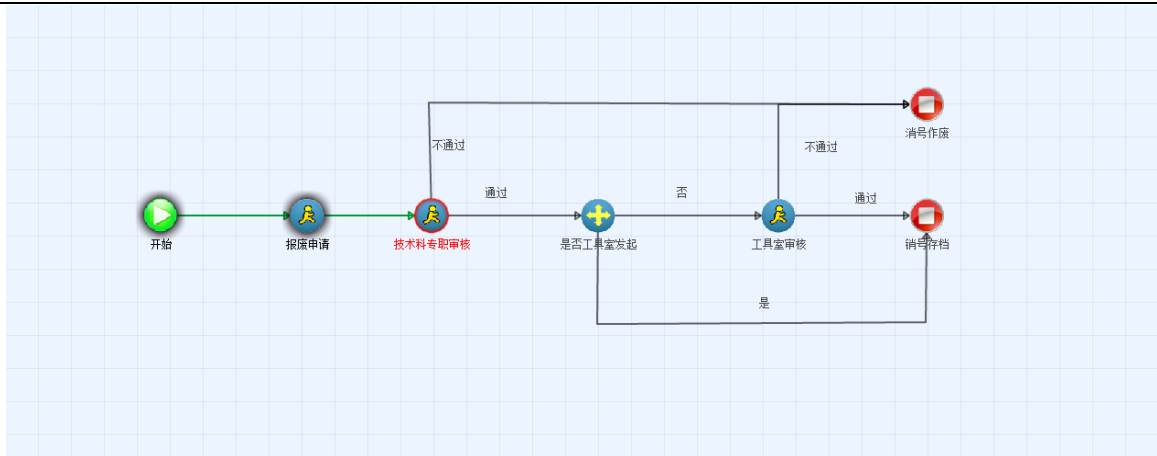 不通过
不通过
消号作废
通过
否
通过
开始
报废申请
技术科专职审核
是否工具室发起
工具室审核
销号存档
是